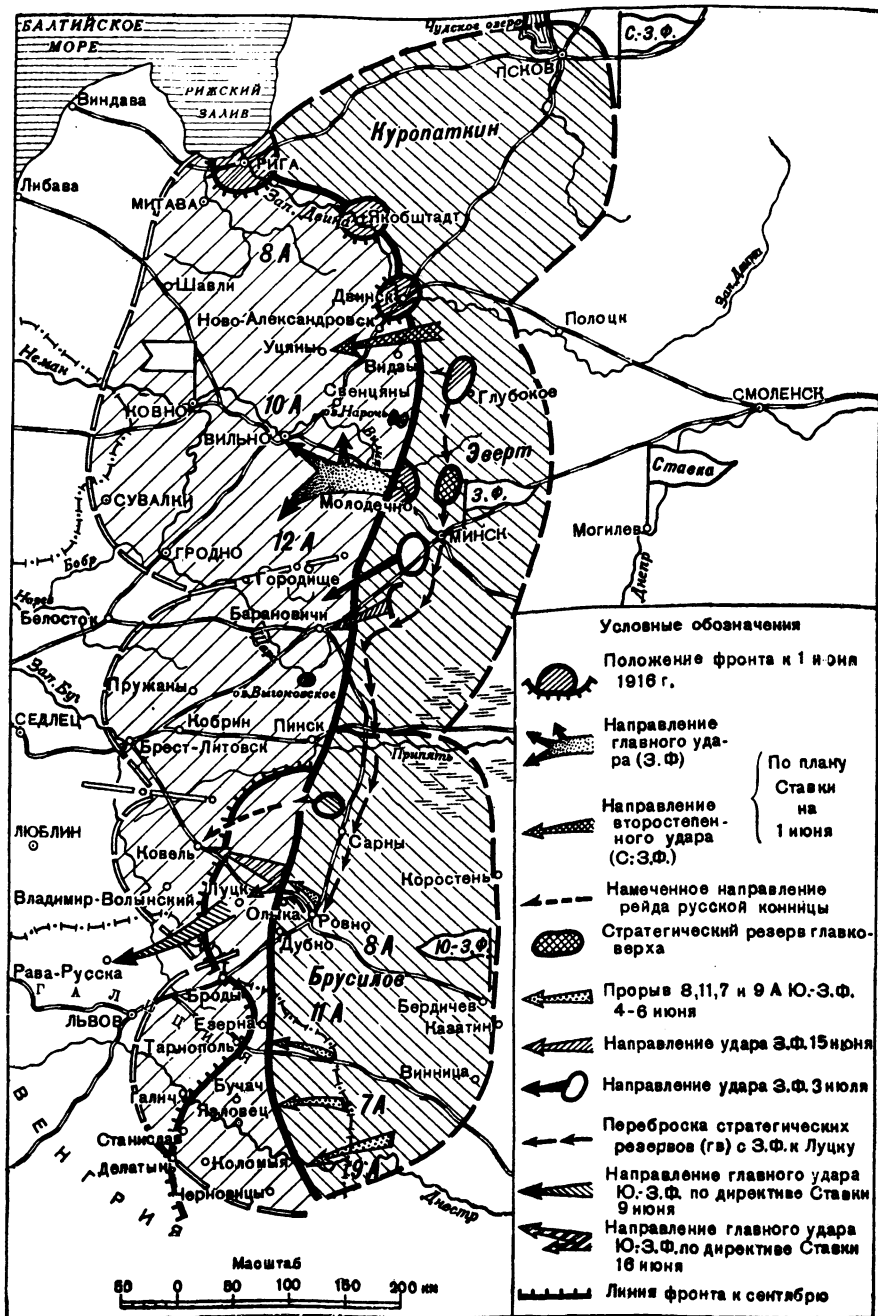 БАЛТИЙСКОЕ
МОРЕ
Чудское озеро
С.-З.Ф.
ПСКОВ
РИЖСКИЙ
ЗАЛИВ
Виндава
Куропаткин
РИГА
Либава
Зап. Двина
МИТАВА
Якобштадт
8 А
Шавли
Двинск
Зап. Двина
Ново-Александровск
Полоцк
Уцяны
Видзы
Неман
Свенцяны
Глубокое
СМОЛЕНСК
КОВНО
10 А
оз. Нарочь
ВИЛЬНО
Эверт
Ставка
СУВАЛКИ
Молодечно
З.Ф.
МИНСК
Могилев
ГРОДНО
12 А
Бобр
Городище
Днепр
Нарев
Белосток
Барановичи
Шара
Зап. Буг
Пружаны
оз. Выгоновское
СЕДЛЕЦ
Кобрин
Пинск
Брест-Литовск
Припять
ЛЮБЛИН
Сарны
Ковель
Коростень
Луцк
Владимир-Волынский
Олыка
Ровно
Дубно
8 А
Ю.-З.Ф.
Рава-Русска
Брусилов
ГАЛИЦИЯ
Броды
11 А
Бердичев
ЛЬВОВ
Езерна
Казатин
Тарнополь
Винница
Бучач
Галич
Язловец
7 А
Станислав
Делатынь
Коломыя
19 А
Черновицы
Днестр
ВЕНГРИЯ
Масштаб
50 0 50 100 150 200 км
Условные обозначения
Положение фронта к 1 июня
1916 г.
Направление
главного уда-
ра (З.Ф)
По плану
Ставки
на
1 июня
Направление
второстепен-
ного удара
(С:З.Ф.)
Намеченное направление
рейда русской конницы
Стратегический резерв главко-
верха
Прорыв 8,11,7 и 9 А Ю.-З.Ф.
4-6 июня
Направление удара З.Ф. 15 июня
Направление удара З.Ф. 3 июля
Переброска стратегических
резервов (гв) с З.Ф. к Луцку
Направление главного удара
Ю.-З.Ф. по директиве Ставки
9 июня
Направление главного удара
Ю:З.Ф. по директиве Ставки
16 июня
Линия фронта к сентябрю